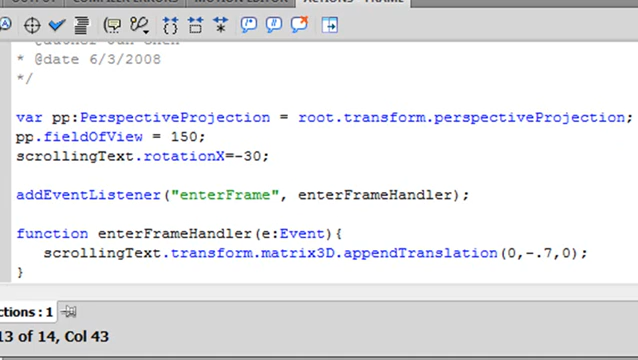 OUTPUT COMPILER ERRORS MOTION EDITOR ACTIONS - FRAME
* @date 6/3/2008
*/
var pp:PerspectiveProjection = root.transform.perspectiveProjection;
pp.fieldOfView = 150;
scrollingText.rotationX=-30;
addEventListener("enterFrame", enterFrameHandler);
function enterFrameHandler(e:Event){
scrollingText.transform.matrix3D.appendTranslation(0,-.7,0);
}
ctions : 1
13 of 14, Col 43